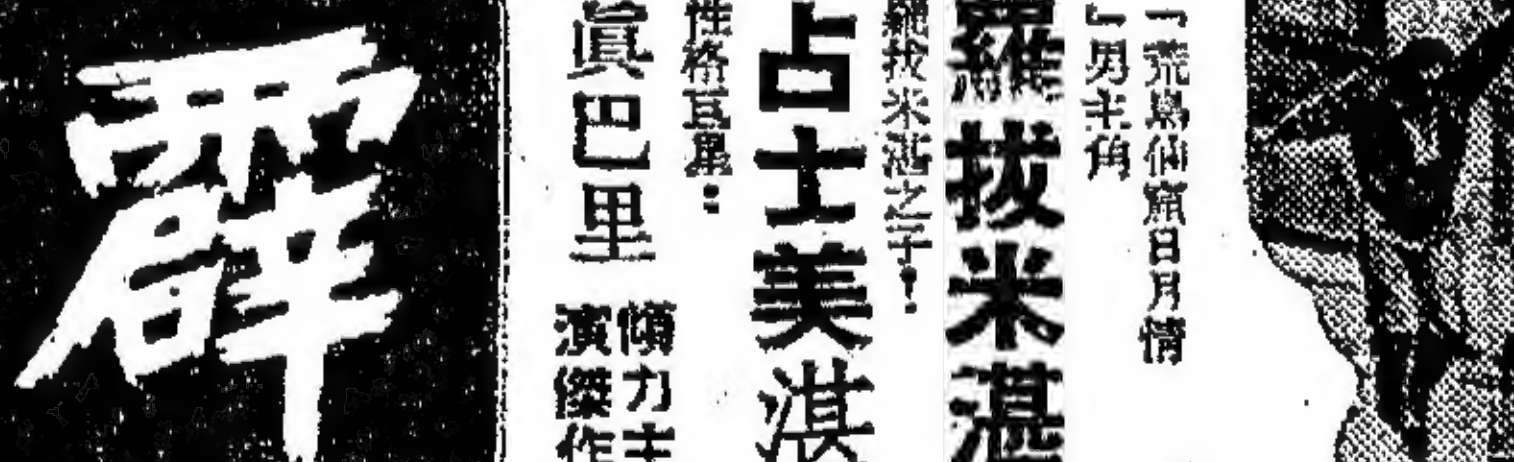 「荒島仙窟日月情
』男主角
羅拔米湛
羅拔米湛之子！
占士美湛
性格巨星：
真巴里
傾力主
演傑作
霹